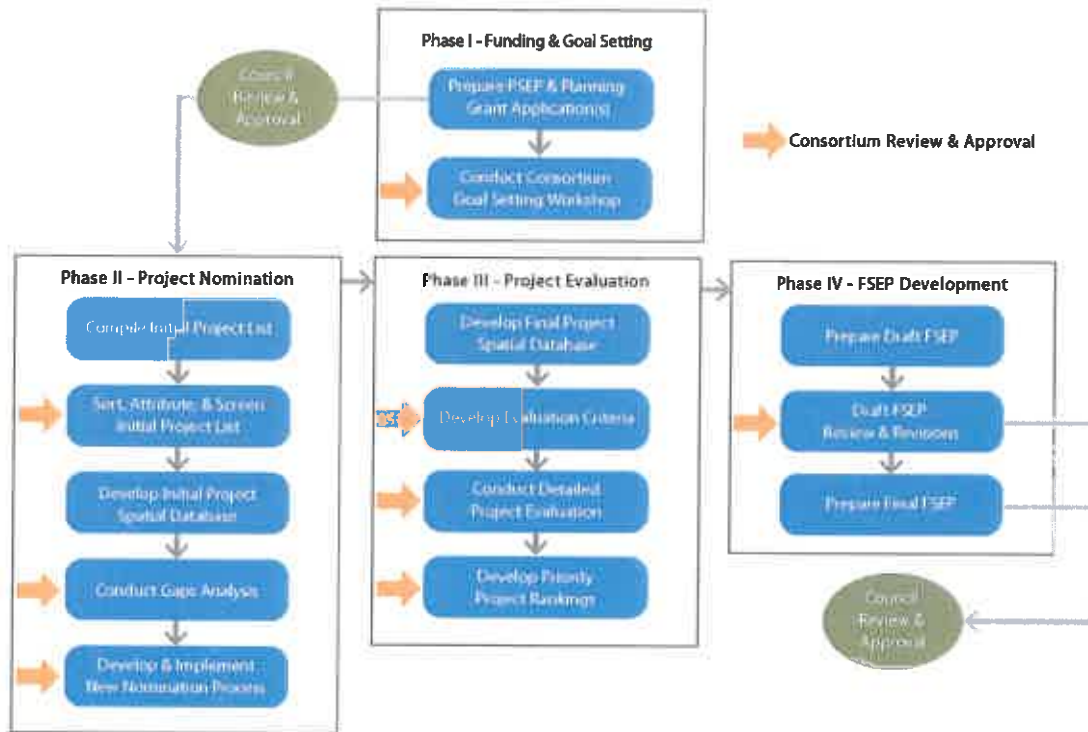 Phase I - Funding & Goal Setting
Council
Review &
Approval
Prepare PSEP & Planning
Grant Application(s)
Conduct Consortium
Goal Setting Workshop
Consortium Review & Approval
Phase II - Project Nomination
Compile Initial Project List
Sort, Attribute, & Screen
Initial Project List
Develop Initial Project
Spatial Database
Conduct Gaps Analysis
Develop & Implement
New Nomination Process
Phase III - Project Evaluation
Develop Final Project
Spatial Database
Develop Evaluation Criteria
Conduct Detailed
Project Evaluation
Develop Priority
Project Rankings
Phase IV - FSEP Development
Prepare Draft FSEP
Draft FSEP
Review & Revisions
Prepare Final FSEP
Council
Review &
Approval